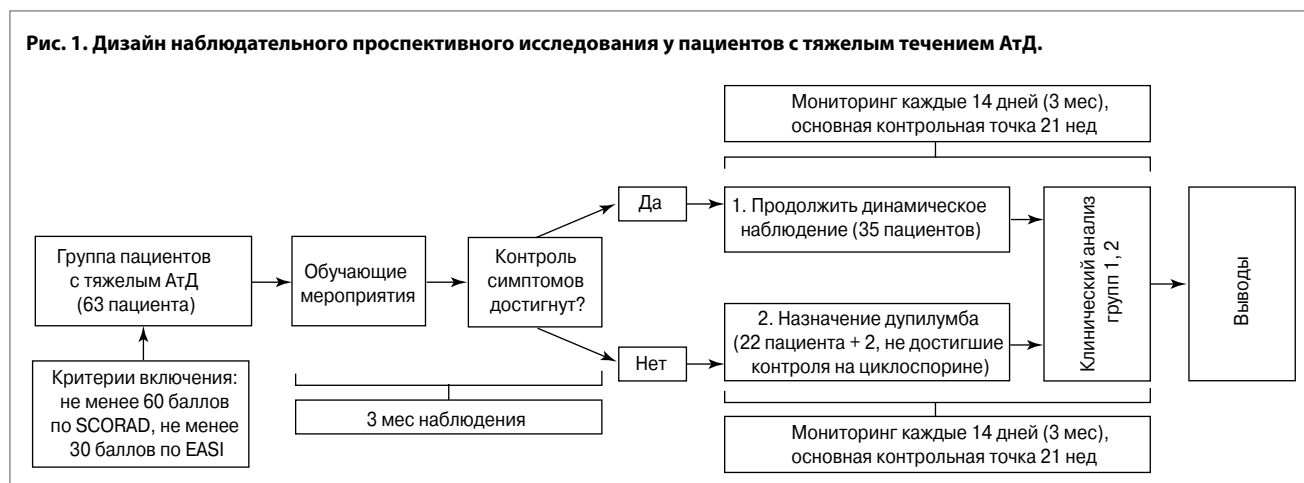 Рис. 1. Дизайн наблюдательного проспективного исследования у пациентов с тяжелым течением АтД.
Группа пациентов
с тяжелым АтД
(63 пациента)
Критерии включения:
не менее 60 баллов
по SCORAD, не менее
30 баллов по EASI
Обучающие
мероприятия
Контроль
симптомов
достигнут?
3 мес наблюдения
Да
Нет
Мониторинг каждые 14 дней (3 мес),
основная контрольная точка 21 нед
1. Продолжить динамическое
наблюдение (35 пациентов)
2. Назначение дупилумба
(22 пациента + 2, не достигшие
контроля на циклоспорине)
Мониторинг каждые 14 дней (3 мес),
основная контрольная точка 21 нед
Клинический анализ
групп 1, 2
Выводы